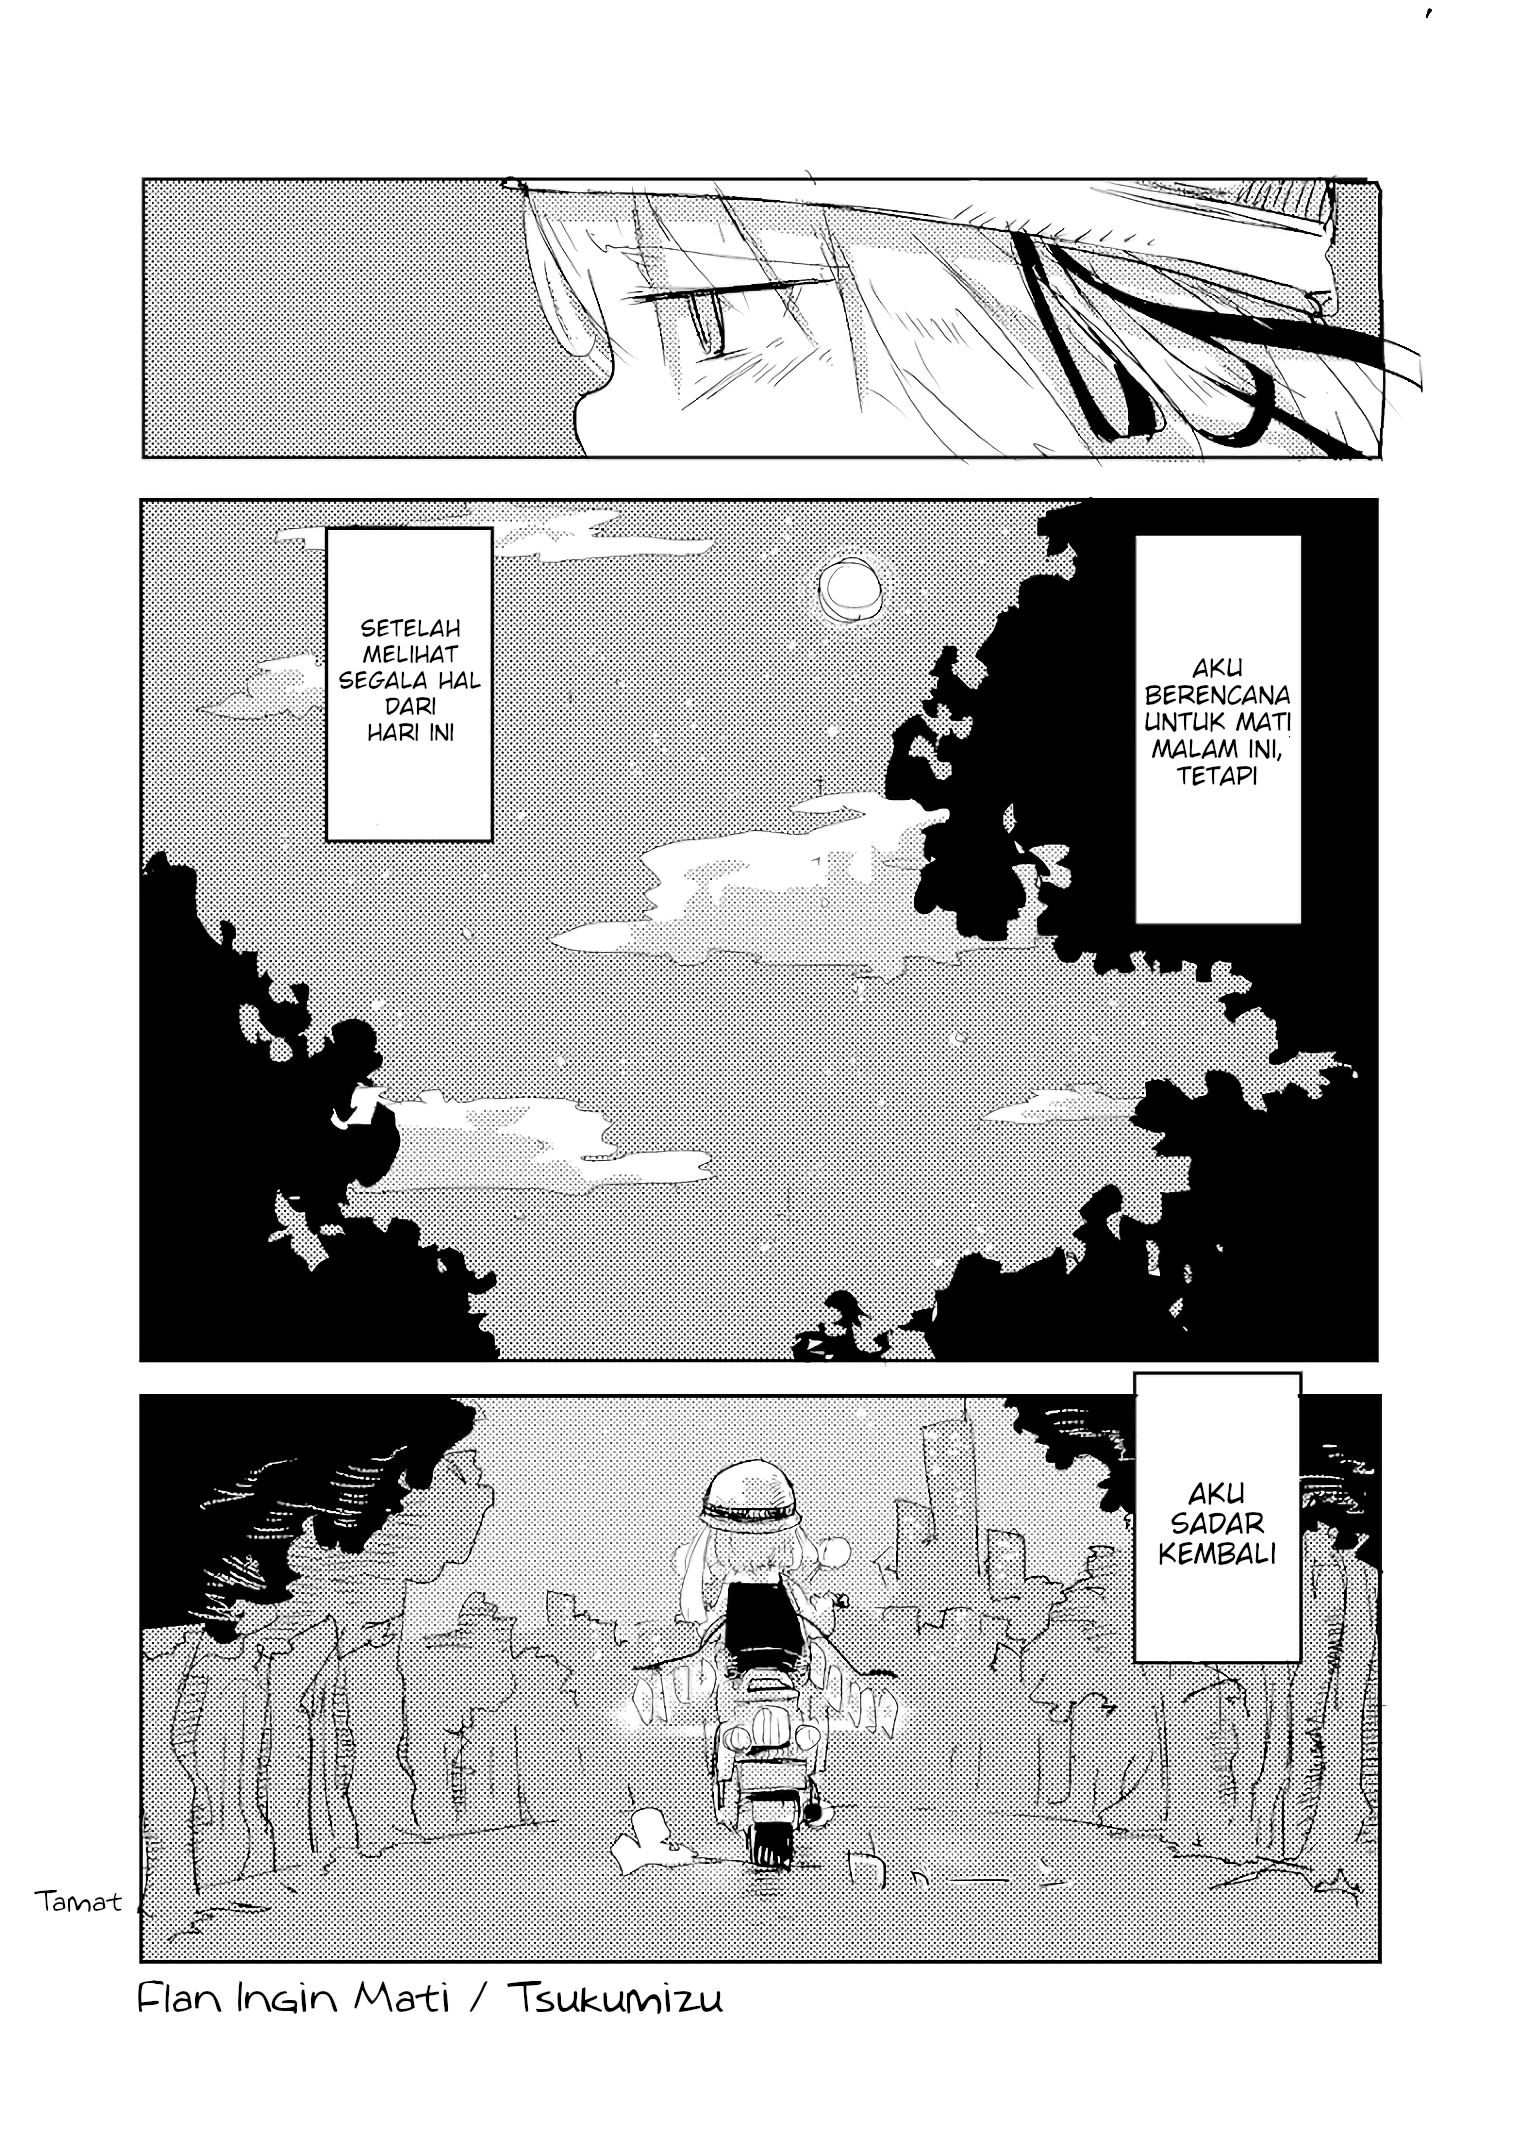 AKU
BERENCANA
UNTUK MATI
MALAM INI,
TETAPI
SETELAH
MELIHAT
SEGALA HAL
DARI
HARI INI
AKU
SADAR
KEMBALI
Tamat
Flan Ingin Mati / Tsukumizu